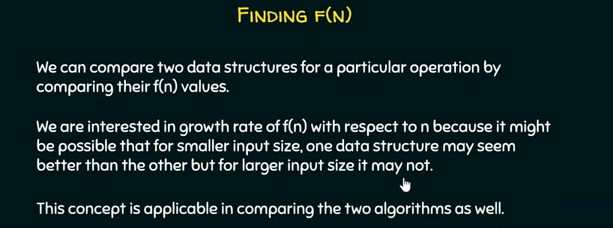 FINDING F(N)
We can compare two data structures for a particular operation by
comparing their f(n) values.
We are interested in growth rate of f(n) with respect to n because it might
be possible that for smaller input size, one data structure may seem
better than the other but for larger input size it may not.
This concept is applicable in comparing the two algorithms as well.